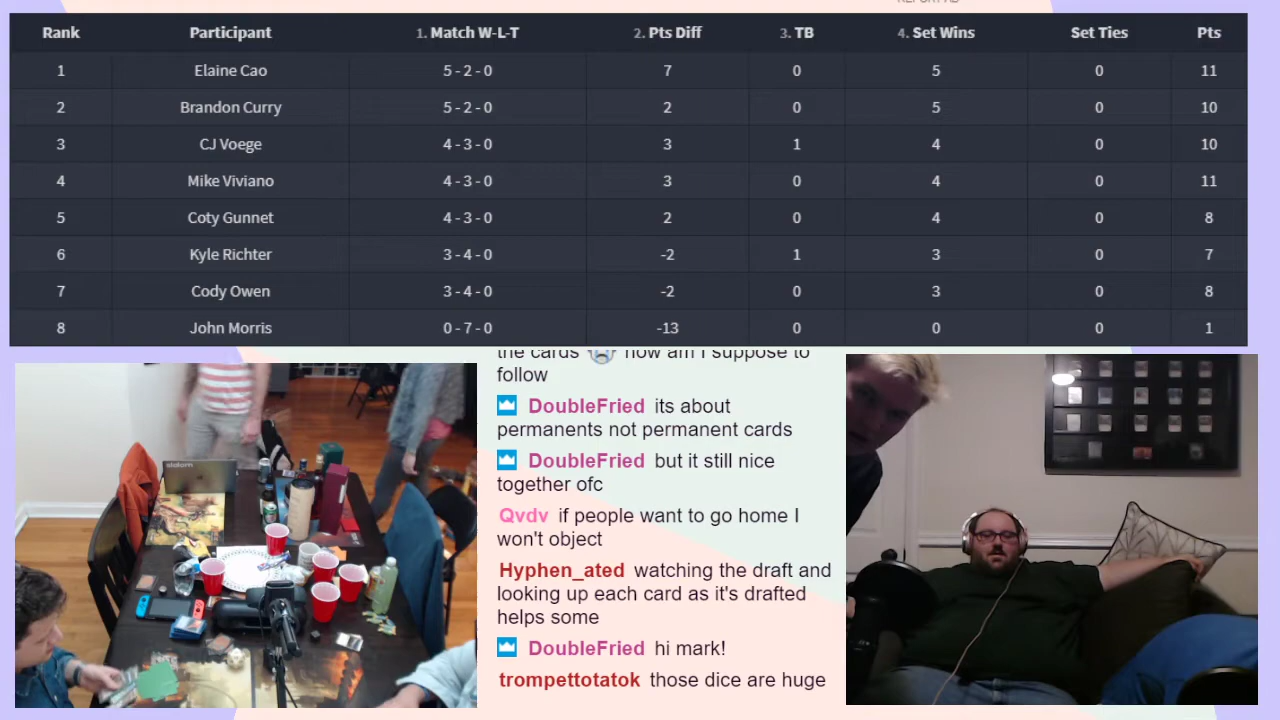 Rank Participant 1. Match W-L-T 2. Pts Diff 3. TB 4. Set Wins Set Ties Pts
1 Elaine Cao 5 - 2 - 0 7 0 5 0 11
2 Brandon Curry 5 - 2 - 0 2 0 5 0 10
3 CJ Voege 4 - 3 - 0 3 1 4 0 10
4 Mike Viviano 4 - 3 - 0 3 0 4 0 11
5 Coty Gunnet 4 - 3 - 0 2 0 4 0 8
6 Kyle Richter 3 - 4 - 0 -2 1 3 0 7
7 Cody Owen 3 - 4 - 0 -2 0 3 0 8
8 John Morris 0 - 7 - 0 -13 0 0 0 1
the cards how am I suppose to
follow
DoubleFried its about
permanents not permanent cards
DoubleFried but it still nice
together ofc
Qvdv if people want to go home I
won't object
Hyphen_ated watching the draft and
looking up each card as it's drafted
helps some
DoubleFried hi mark!
trompettotatok those dice are huge